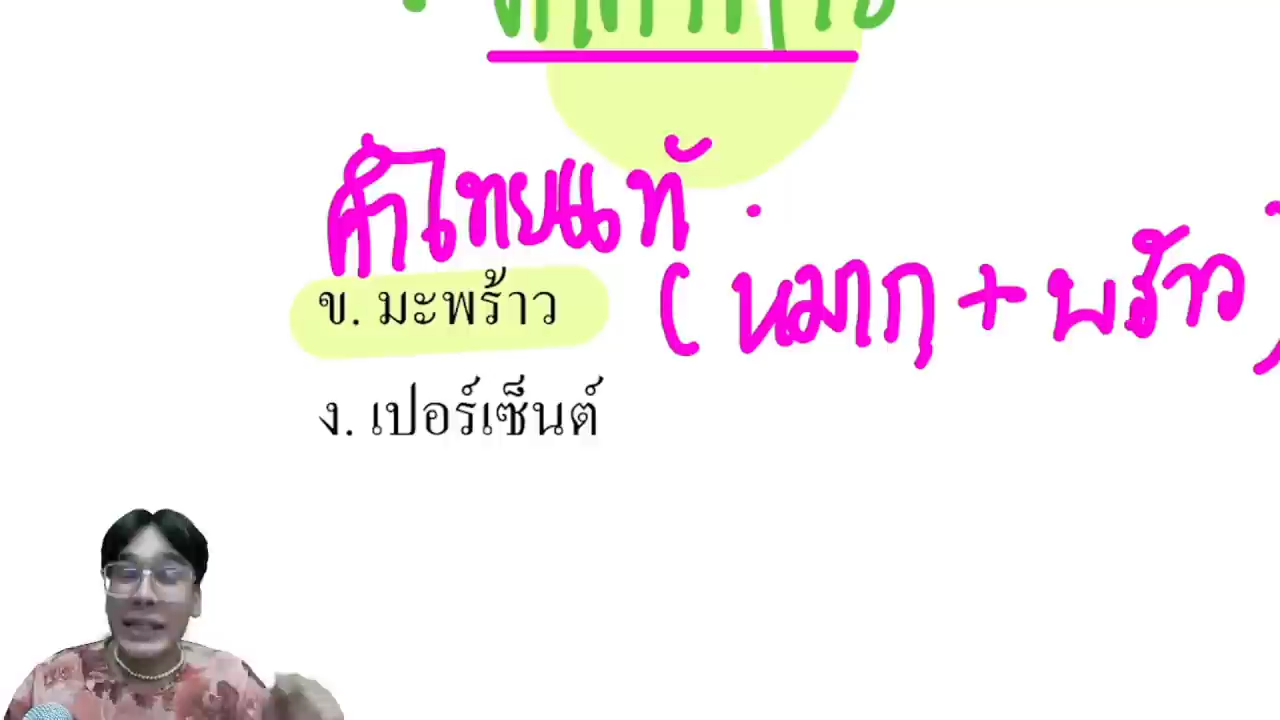 คำไทยแท้
ข. มะพร้าว (หมาก + พร้าว)
ง. เปอร์เซ็นต์